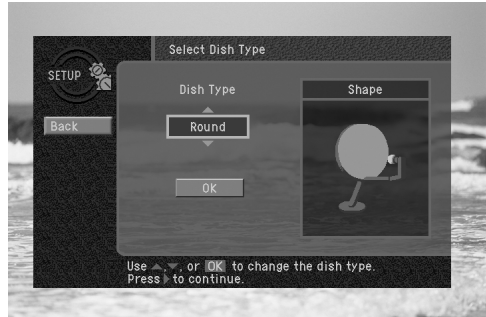 Select Dish Type
SETUP
Dish Type
Shape
Back
Round
OK
Use ▲,▼, or OK to change the dish type.
Press ▶ to continue.